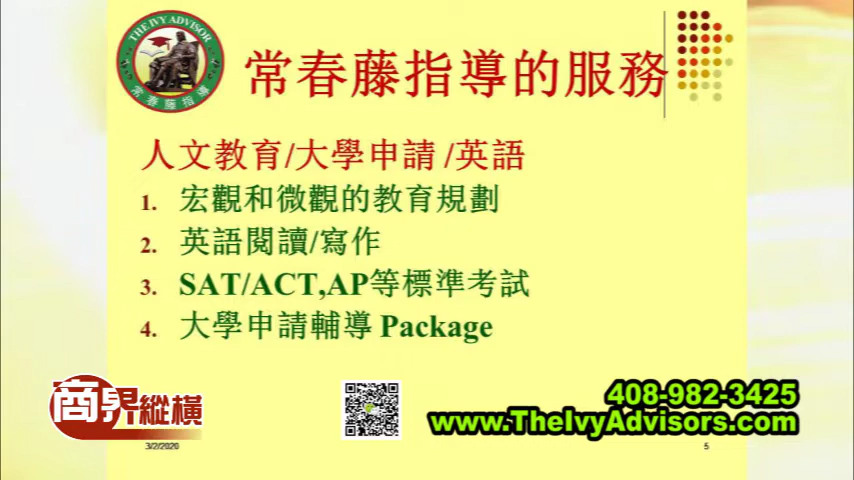 THE IVY ADVISOR
常春藤指導
常春藤指導的服務
人文教育/大學申請 /英語
1. 宏觀和微觀的教育規劃
2. 英語閱讀/寫作
3. SAT/ACT,AP等標準考試
4. 大學申請輔導 Package
商界縱橫
408-982-3425
www.TheIvyAdvisors.com
3/2/2020
5